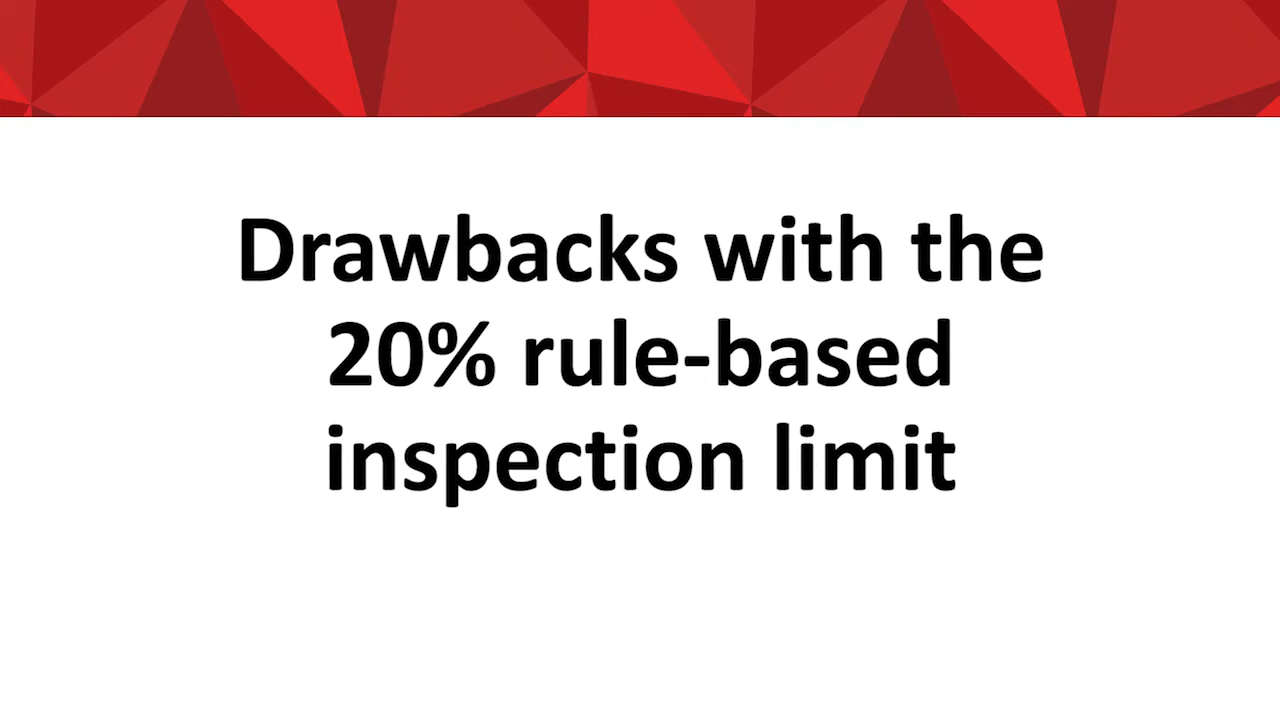 Drawbacks with the
20% rule-based
inspection limit